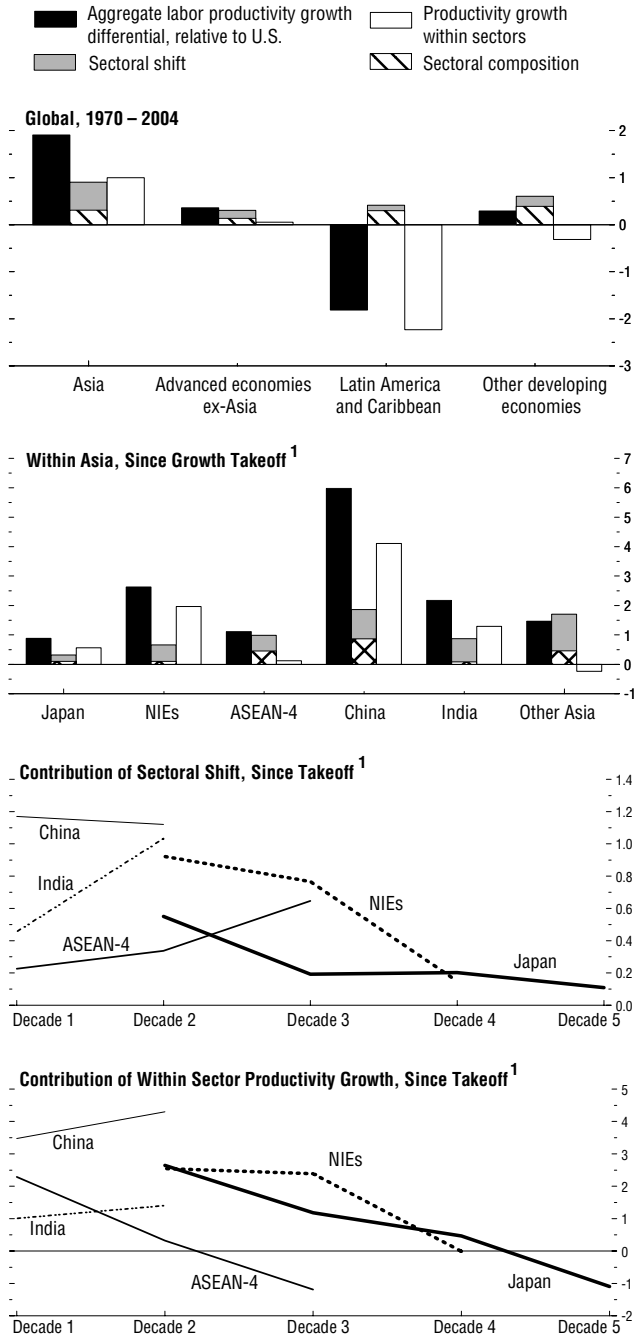 Aggregate labor productivity growth
differential, relative to U.S.
Productivity growth
within sectors
Sectoral shift
Sectoral composition
Global, 1970 – 2004
2
1
0
-1
-2
-3
Asia
Advanced economies
ex-Asia
Latin America
and Caribbean
Other developing
economies
Within Asia, Since Growth Takeoff 1
7
6
5
4
3
2
1
0
-1
Japan
NIEs
ASEAN-4
China
India
Other Asia
Contribution of Sectoral Shift, Since Takeoff 1
1.4
1.2
1.0
0.8
0.6
0.4
0.2
0.0
China
India
ASEAN-4
NIEs
Japan
Decade 1
Decade 2
Decade 3
Decade 4
Decade 5
Contribution of Within Sector Productivity Growth, Since Takeoff 1
5
4
3
2
1
0
-1
-2
China
India
ASEAN-4
NIEs
Japan
Decade 1
Decade 2
Decade 3
Decade 4
Decade 5